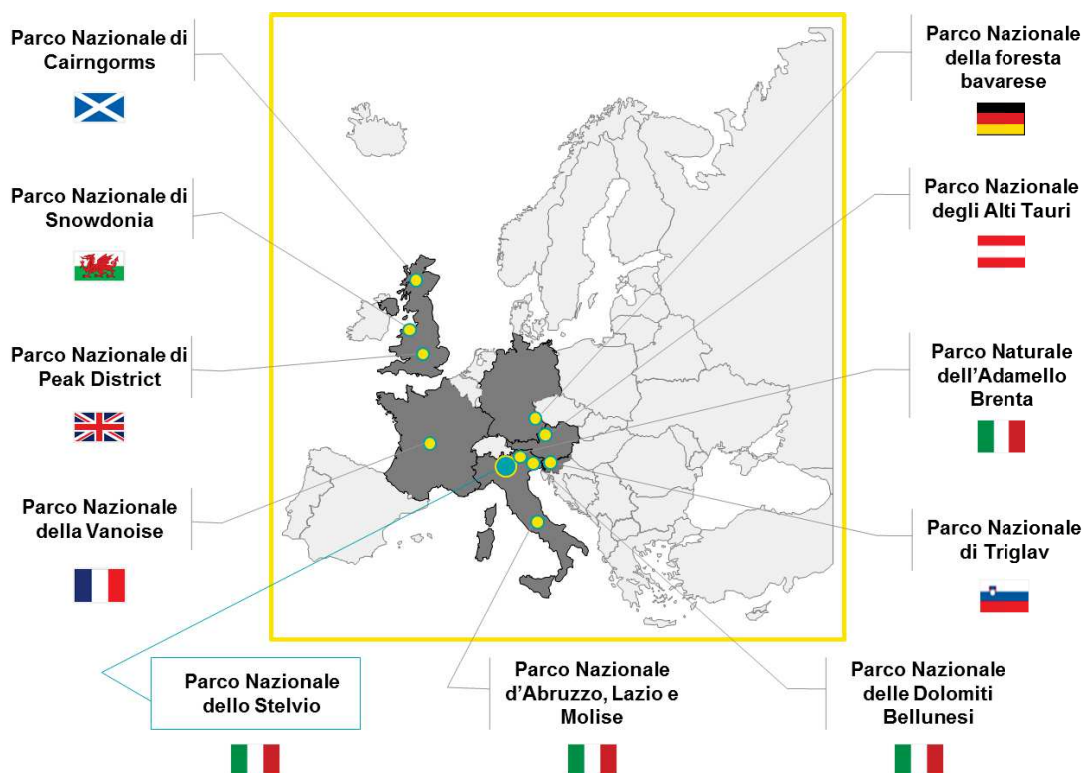 Parco Nazionale di
Cairngorms
Parco Nazionale di
Snowdonia
Parco Nazionale di
Peak District
Parco Nazionale
della Vanoise
Parco Nazionale
della foresta
bavarese
Parco Nazionale
degli Alti Tauri
Parco Naturale
dell'Adamello
Brenta
Parco Nazionale
di Triglav
Parco Nazionale
dello Stelvio
Parco Nazionale
d'Abruzzo, Lazio e
Molise
Parco Nazionale
delle Dolomiti
Bellunesi